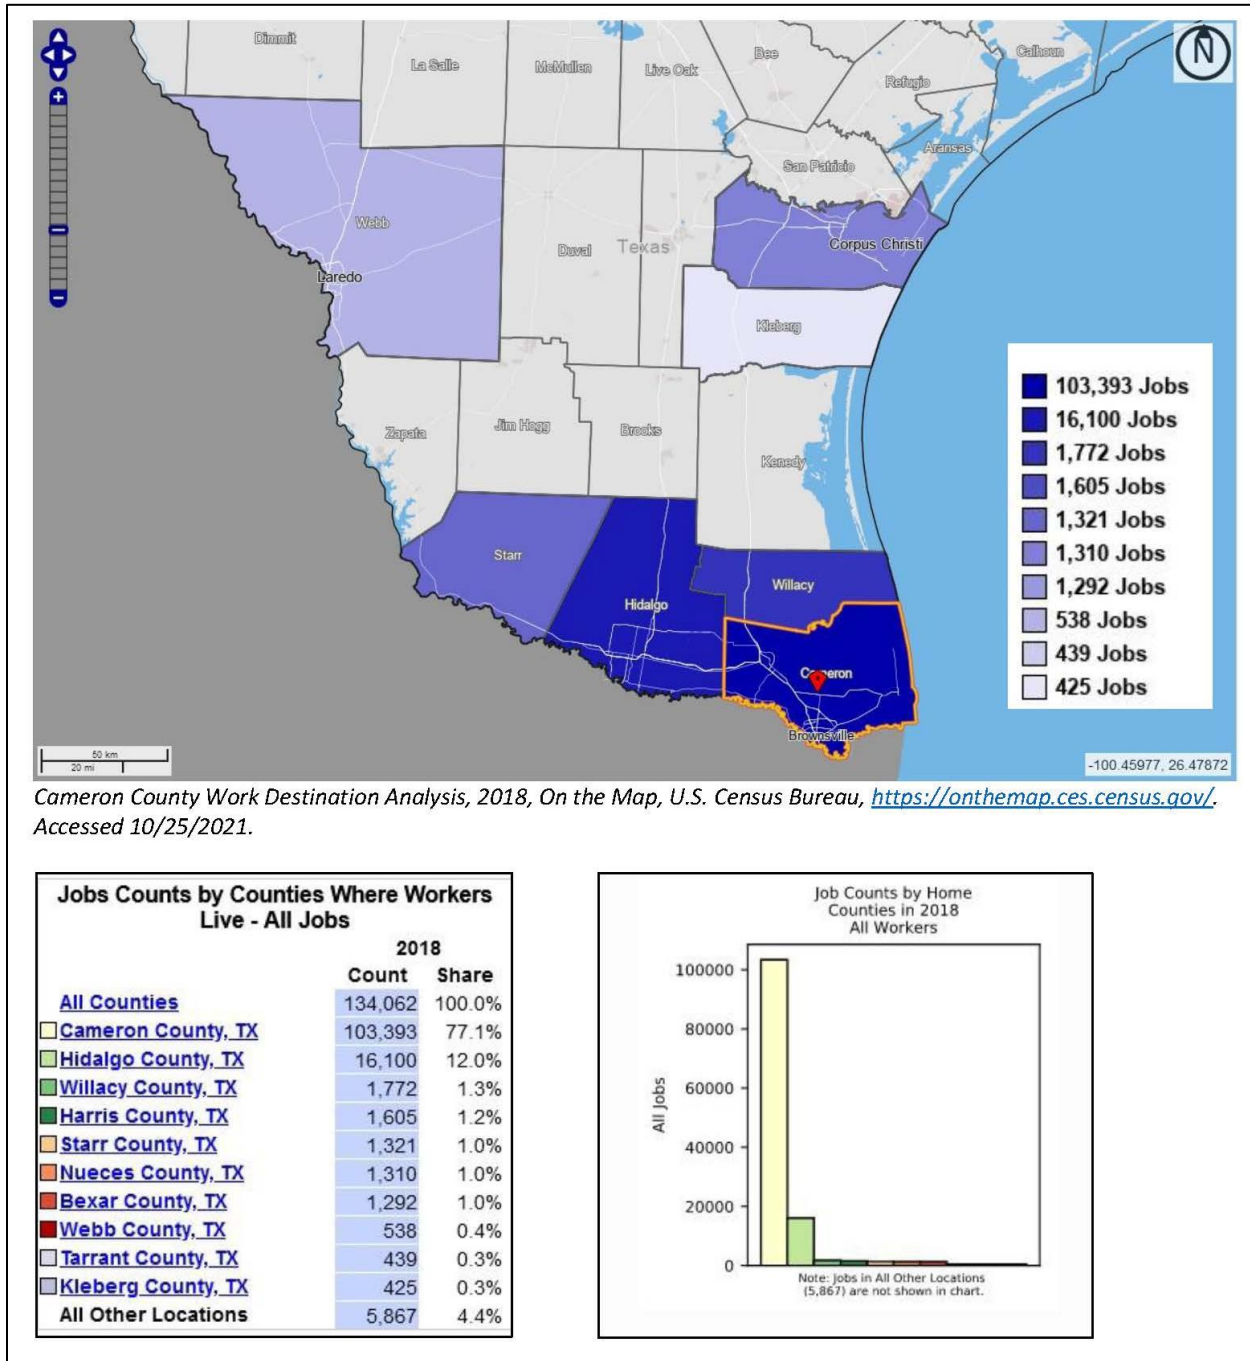 Dimmit
La Salle
McMullen
Live Oak
Bee
Refugio
Calhoun
N
Aransas
San Patricio
Webb
Duval
Texas
Corpus Christi
Laredo
Kleberg
Zapata
Jim Hogg
Brooks
Kenedy
Starr
Hidalgo
Willacy
Cameron
Brownsville
103,393 Jobs
16,100 Jobs
1,772 Jobs
1,605 Jobs
1,321 Jobs
1,310 Jobs
1,292 Jobs
538 Jobs
439 Jobs
425 Jobs
50 km
20 mi
-100.45977, 26.47872
Cameron County Work Destination Analysis, 2018, On the Map, U.S. Census Bureau, https://onthemap.ces.census.gov/.
Accessed 10/25/2021.
Jobs Counts by Counties Where Workers
Live - All Jobs
2018
Count Share
All Counties 134,062 100.0%
Cameron County, TX 103,393 77.1%
Hidalgo County, TX 16,100 12.0%
Willacy County, TX 1,772 1.3%
Harris County, TX 1,605 1.2%
Starr County, TX 1,321 1.0%
Nueces County, TX 1,310 1.0%
Bexar County, TX 1,292 1.0%
Webb County, TX 538 0.4%
Tarrant County, TX 439 0.3%
Kleberg County, TX 425 0.3%
All Other Locations 5,867 4.4%
Job Counts by Home
Counties in 2018
All Workers
100000
80000
60000
40000
20000
0
All Jobs
Note: Jobs in All Other Locations
(5,867) are not shown in chart.